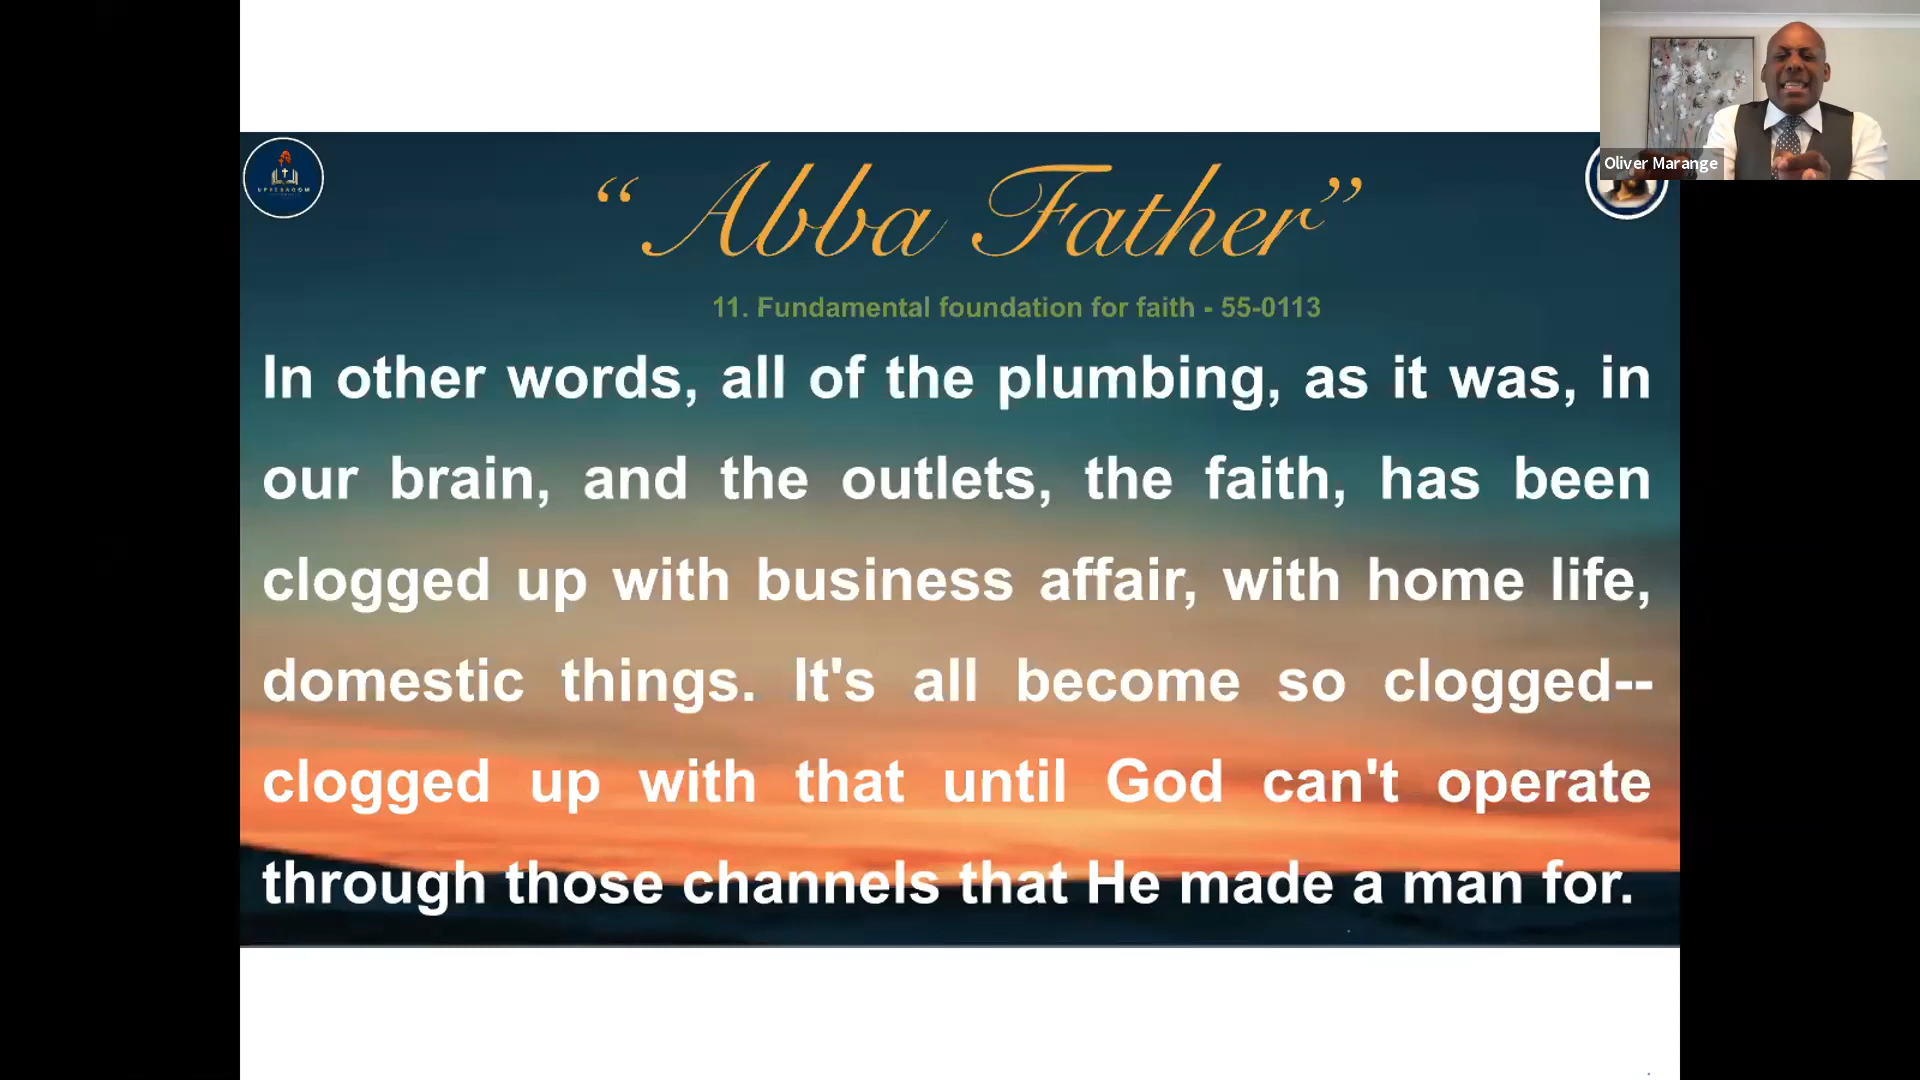 “Abba Father”
Oliver Marange
11. Fundamental foundation for faith - 55-0113
In other words, all of the plumbing, as it was, in
our brain, and the outlets, the faith, has been
clogged up with business affair, with home life,
domestic things. It's all become so clogged--
clogged up with that until God can't operate
through those channels that He made a man for.